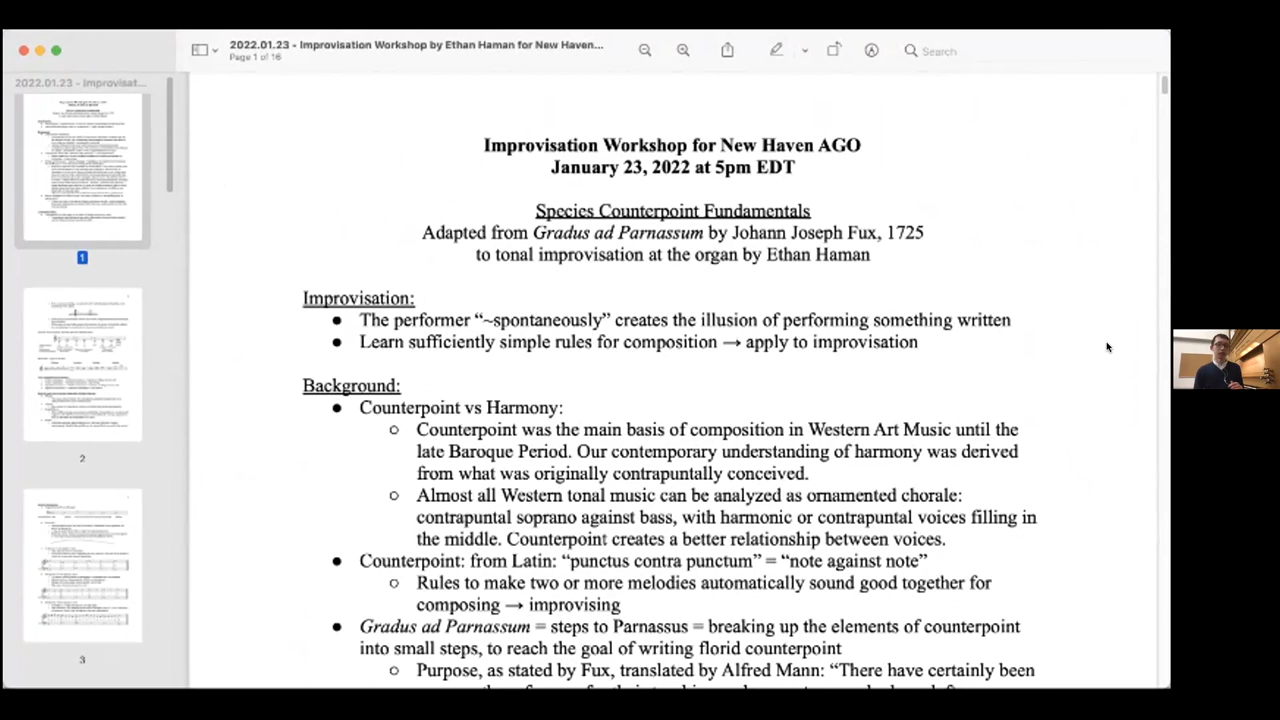 2022.01.23 - Improvisation Workshop by Ethan Haman for New Haven...
Page 1 of 16
Search
2022.01.23 - Improvisat...
1
2
3
Improvisation Workshop for New Haven AGO
January 23, 2022 at 5pm EDT
Species Counterpoint Fundamentals
Adapted from Gradus ad Parnassum by Johann Joseph Fux, 1725
to tonal improvisation at the organ by Ethan Haman
Improvisation:
● The performer “~spontaneously” creates the illusion of performing something written
● Learn sufficiently simple rules for composition → apply to improvisation
Background:
● Counterpoint vs Harmony:
○ Counterpoint was the main basis of composition in Western Art Music until the
late Baroque Period. Our contemporary understanding of harmony was derived
from what was originally contrapuntally conceived.
○ Almost all Western tonal music can be analyzed as ornamented chorale:
contrapuntal soprano against bass, with harmonic or contrapuntal voices filling in
the middle. Counterpoint creates a better relationship between voices.
● Counterpoint: from Latin: “punctus contra punctum” = “note against note”
○ Rules to make two or more melodies automatically sound good together for
composing → improvising
● Gradus ad Parnassum = steps to Parnassus = breaking up the elements of counterpoint
into small steps, to reach the goal of writing florid counterpoint
○ Purpose, as stated by Fux, translated by Alfred Mann: “There have certainly been